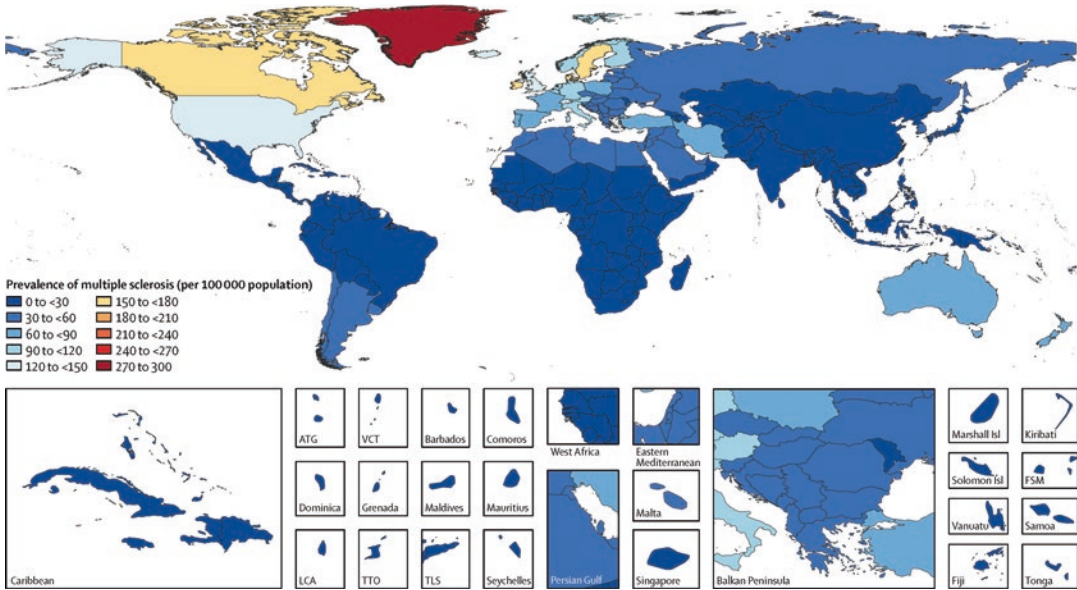 Prevalence of multiple sclerosis (per 100 000 population)
0 to <30
30 to <60
60 to <90
90 to <120
120 to <150
150 to <180
180 to <210
210 to <240
240 to <270
270 to 300
Caribbean
ATG
VCT
Barbados
Comoros
Dominica
Grenada
Maldives
Mauritius
LCA
TTO
TLS
Seychelles
West Africa
Eastern
Mediterranean
Persian Gulf
Malta
Singapore
Balkan Peninsula
Marshall Isl
Kiribati
Solomon Isl
FSM
Vanuatu
Samoa
Fiji
Tonga